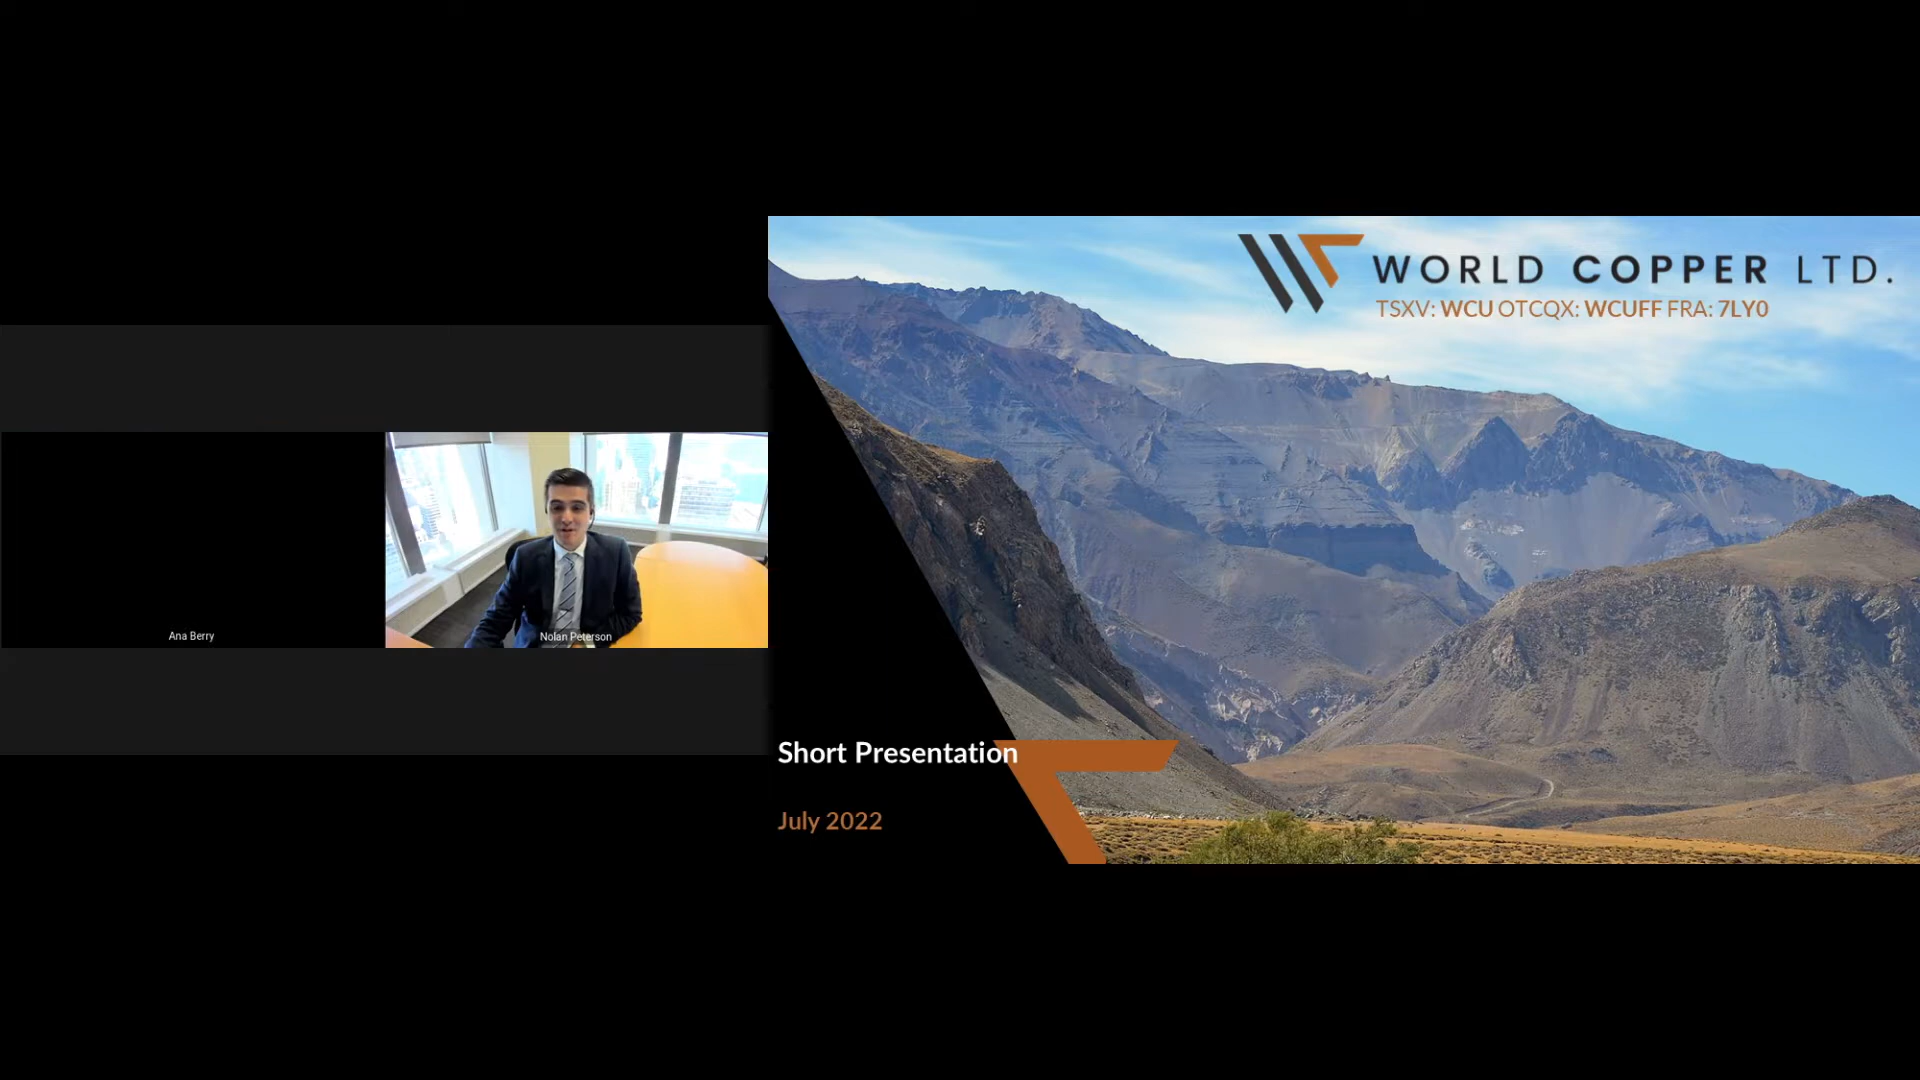 WORLD COPPER LTD.
TSXV: WCU OTCQX: WCUFF FRA: 7LY0
Ana Berry
Nolan Peterson
Short Presentation
July 2022